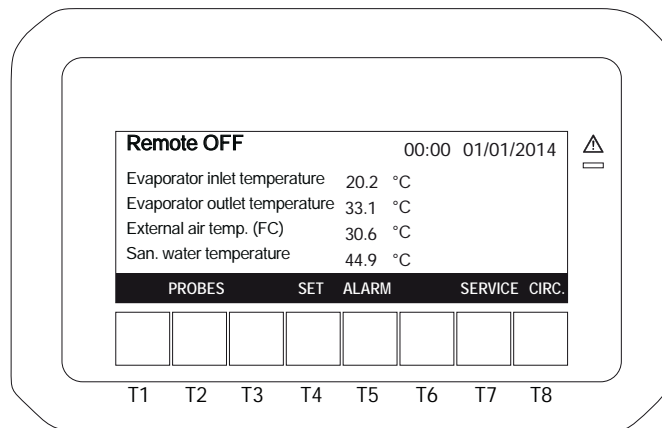 Remote OFF 00:00 01/01/2014
Evaporator inlet temperature 20.2 °C
Evaporator outlet temperature 33.1 °C
External air temp. (FC) 30.6 °C
San. water temperature 44.9 °C
PROBES SET ALARM SERVICE CIRC.
T1 T2 T3 T4 T5 T6 T7 T8